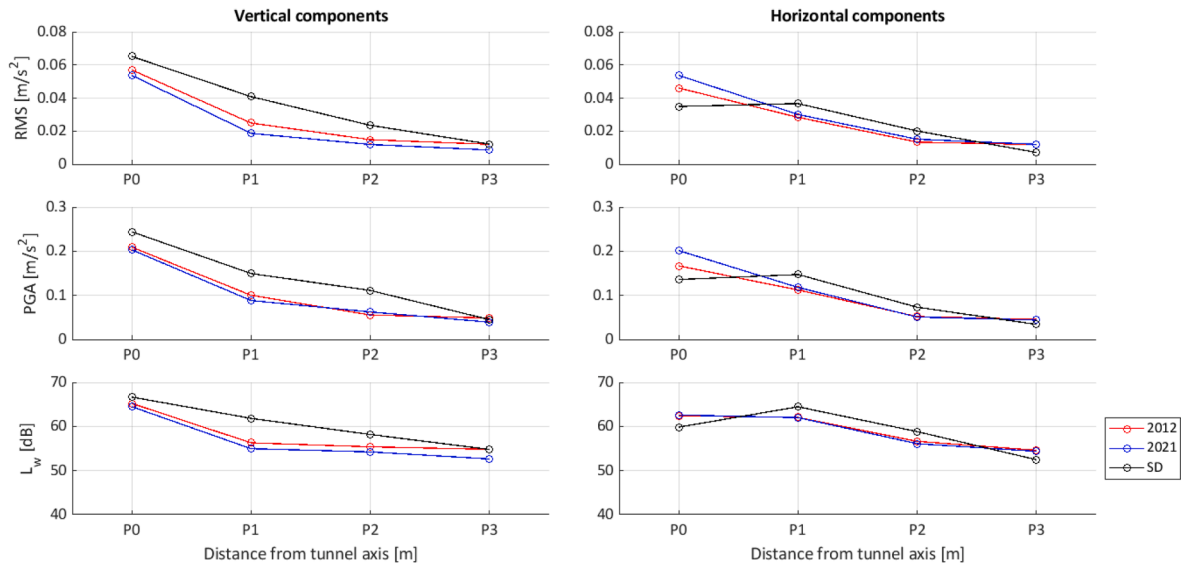 Vertical components
Horizontal components
RMS [m/s²]
0.08
0.06
0.04
0.02
0
P0 P1 P2 P3
0.08
0.06
0.04
0.02
0
P0 P1 P2 P3
PGA [m/s²]
0.3
0.2
0.1
0
P0 P1 P2 P3
0.3
0.2
0.1
0
P0 P1 P2 P3
L_w [dB]
70
60
50
40
P0 P1 P2 P3
Distance from tunnel axis [m]
70
60
50
40
P0 P1 P2 P3
Distance from tunnel axis [m]
2012
2021
SD